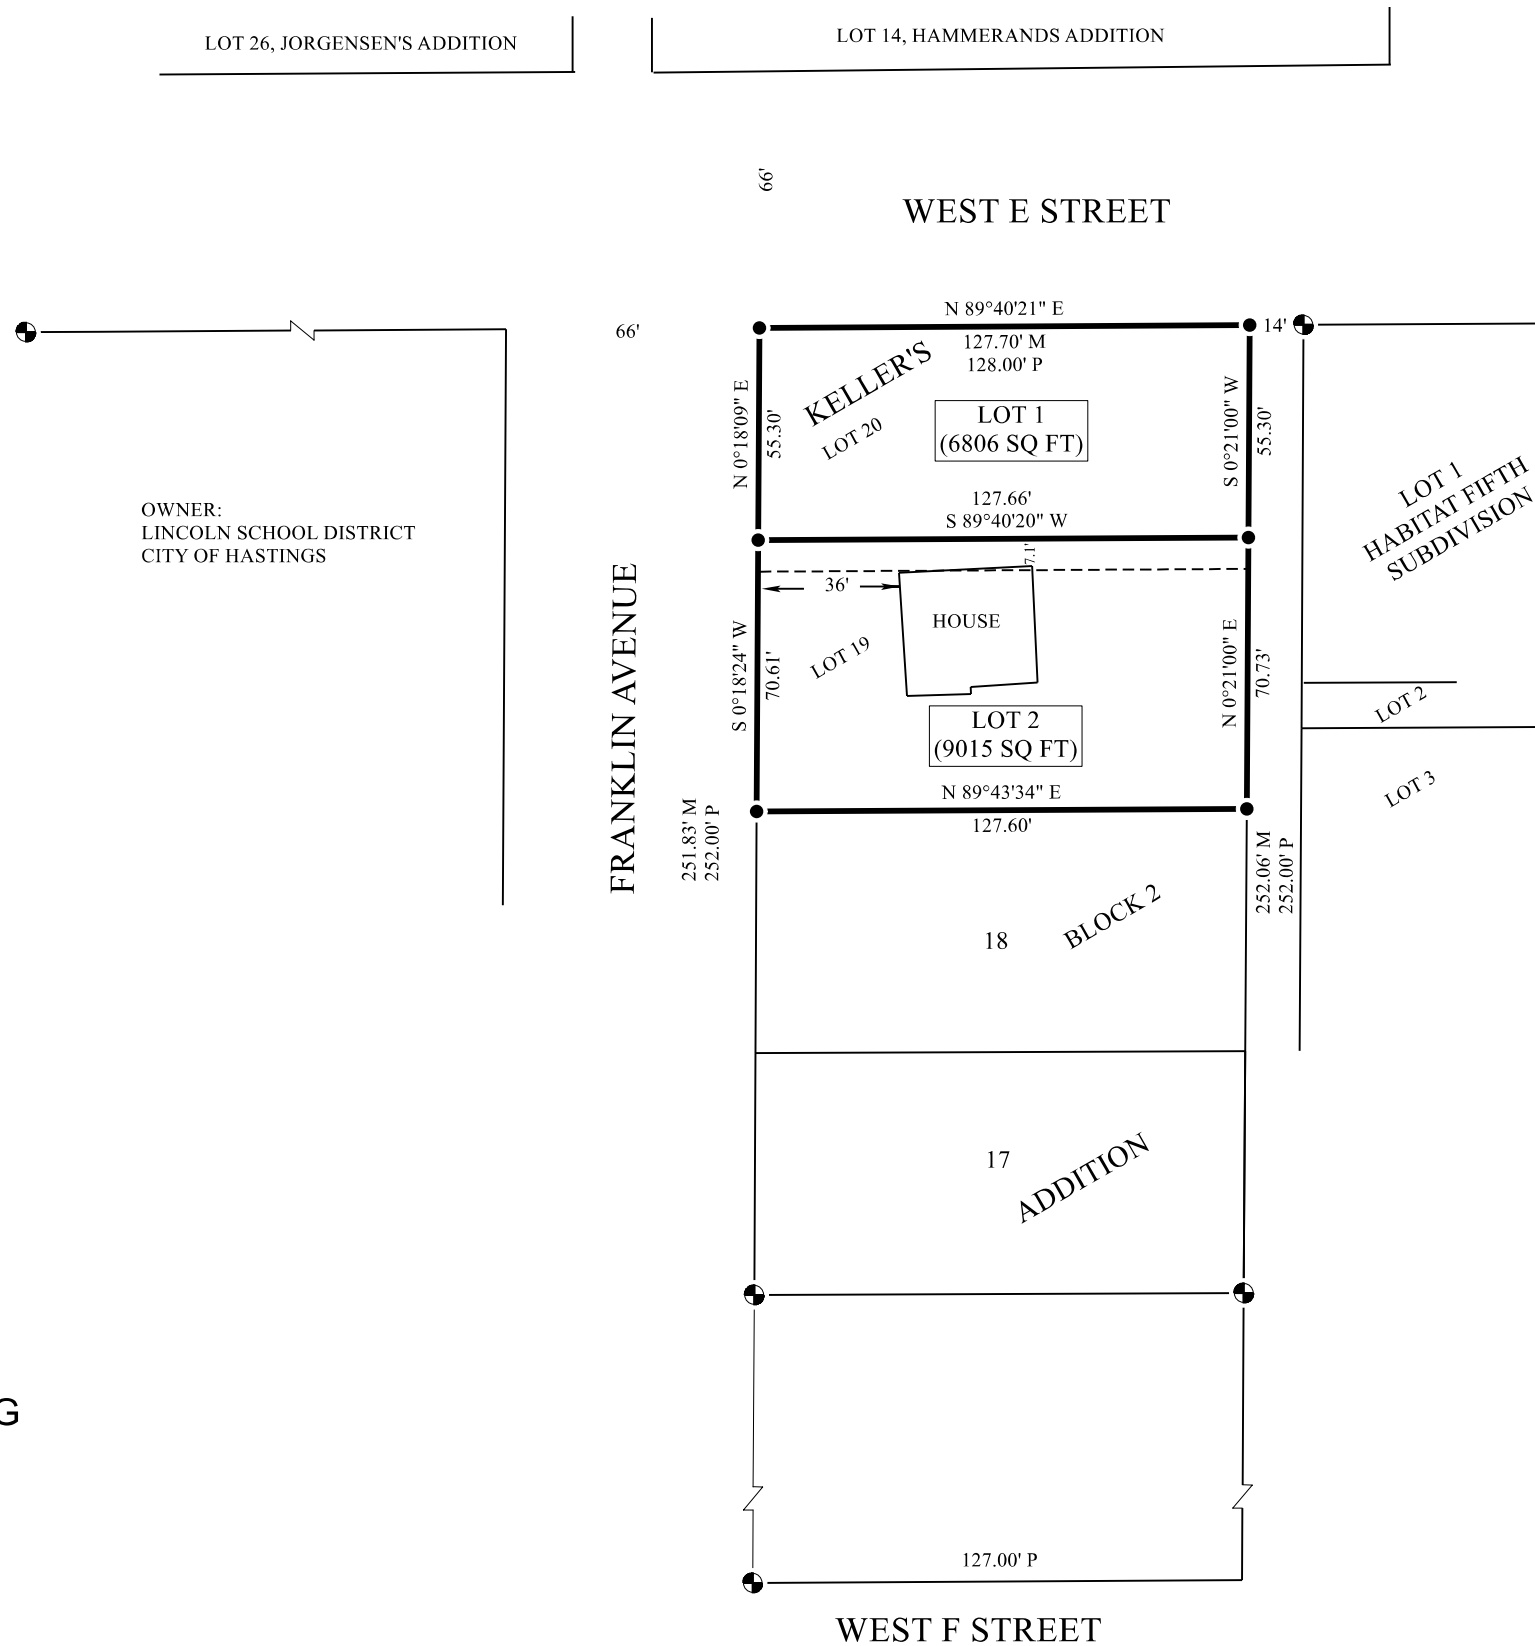 LOT 26, JORGENSEN'S ADDITION
LOT 14, HAMMERANDS ADDITION
66'
WEST E STREET
N 89°40'21" E
66'
14'
127.70' M
128.00' P
KELLER'S
LOT 20
LOT 1
(6806 SQ FT)
N 0°18'09" E
55.30'
S 0°21'00" W
55.30'
127.66'
S 89°40'20" W
OWNER:
LINCOLN SCHOOL DISTRICT
CITY OF HASTINGS
LOT 1
HABITAT FIFTH
SUBDIVISION
7.1'
36'
HOUSE
FRANKLIN AVENUE
S 0°18'24" W
70.61'
LOT 19
N 0°21'00" E
70.73'
LOT 2
(9015 SQ FT)
LOT 2
LOT 3
N 89°43'34" E
127.60'
251.83' M
252.00' P
252.06' M
252.00' P
BLOCK 2
18
17
ADDITION
G
127.00' P
WEST F STREET